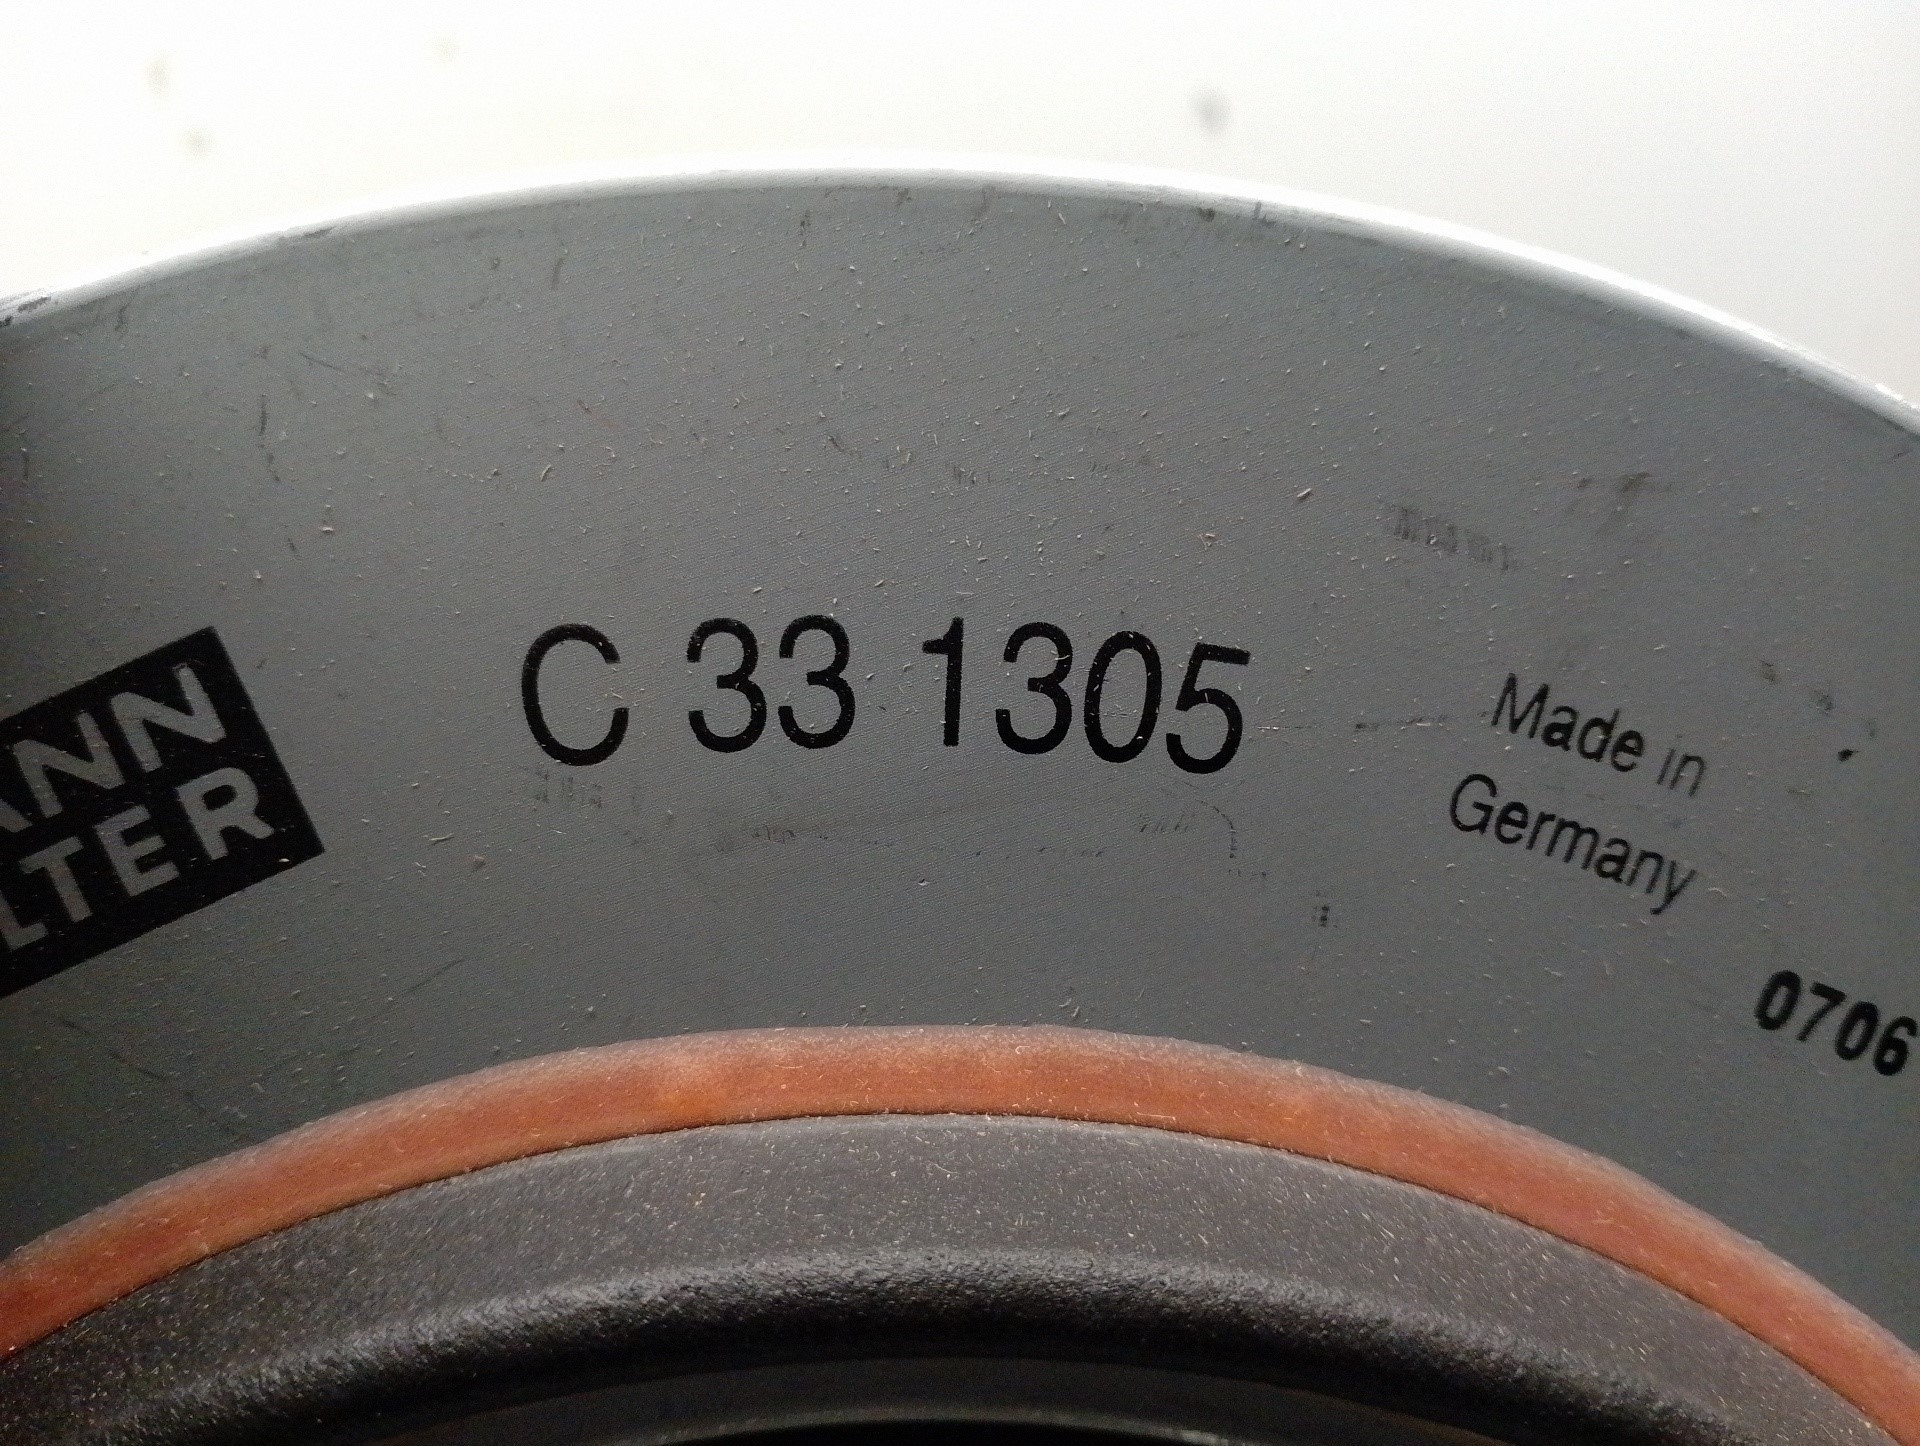 ANN
LTER
C 33 1305
Made in
Germany
0706